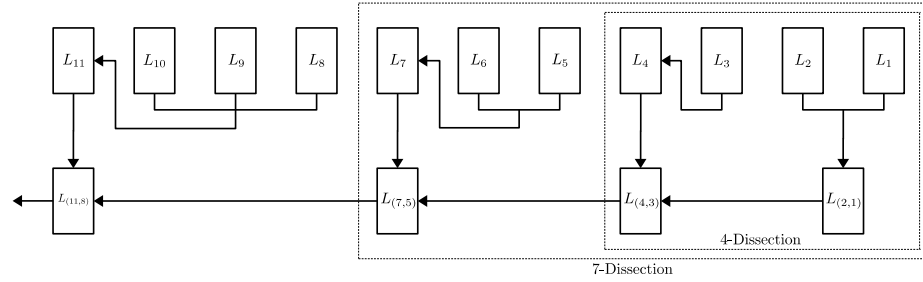 L11 L10 L9 L8 L7 L6 L5 L4 L3 L2 L1
L(11,8) L(7,5) L(4,3) L(2,1)
4-Dissection
7-Dissection